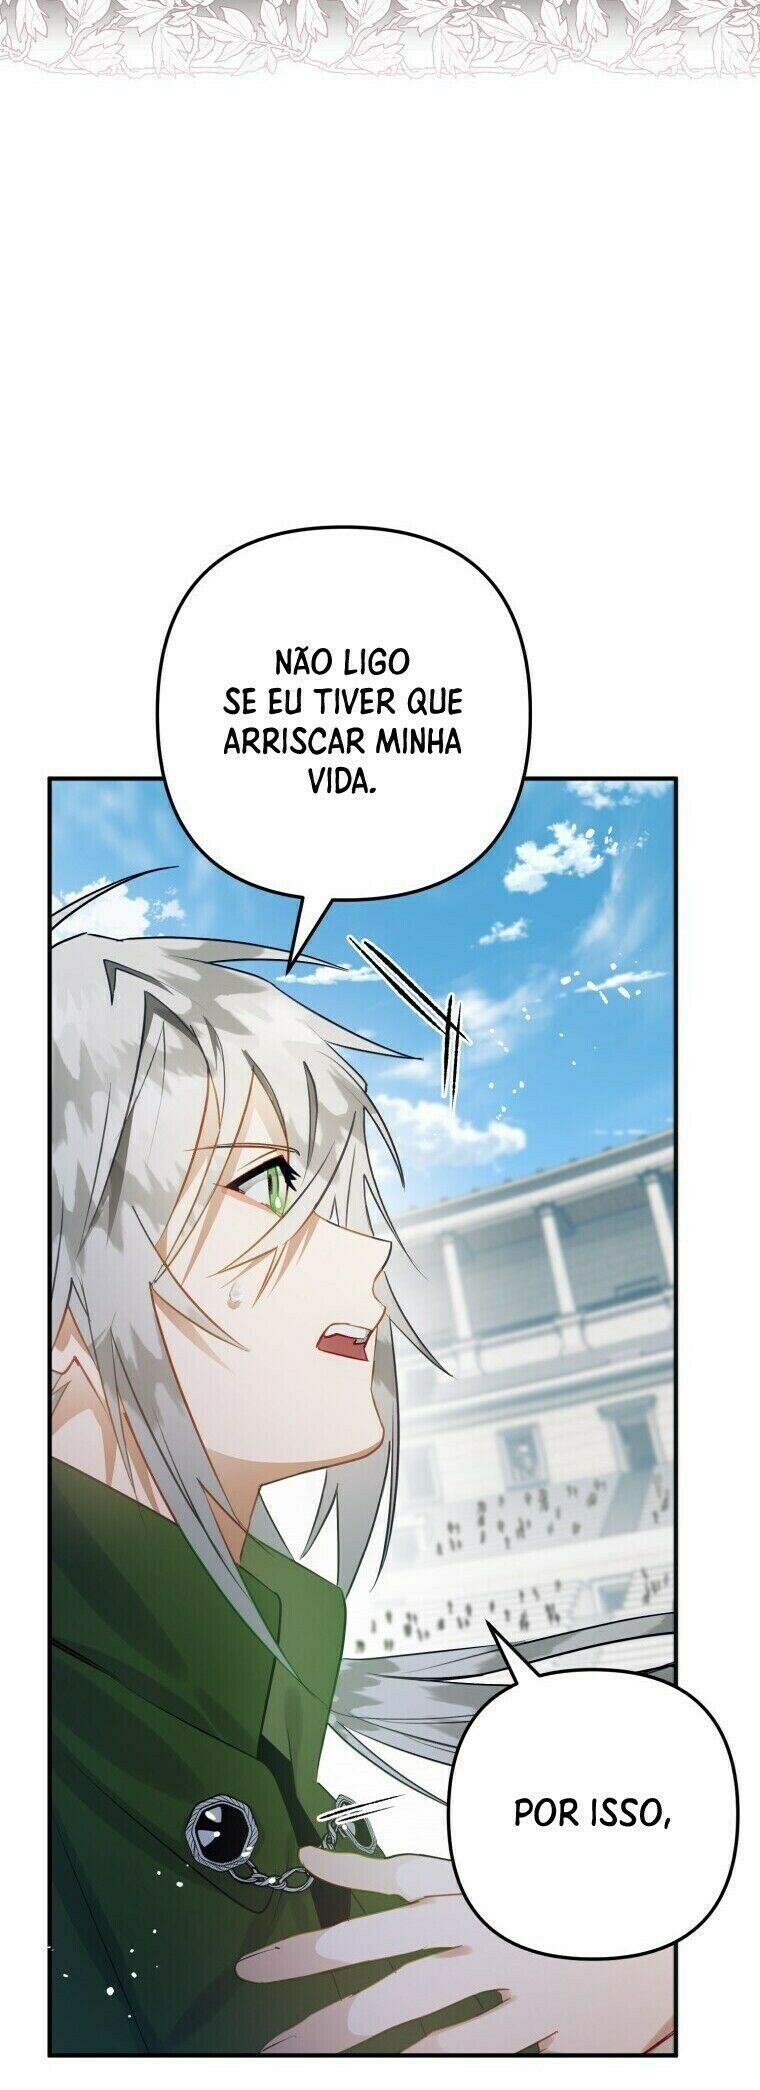 NÃO LIGO
SE EU TIVER QUE
ARRISCAR MINHA
VIDA.
POR ISSO,